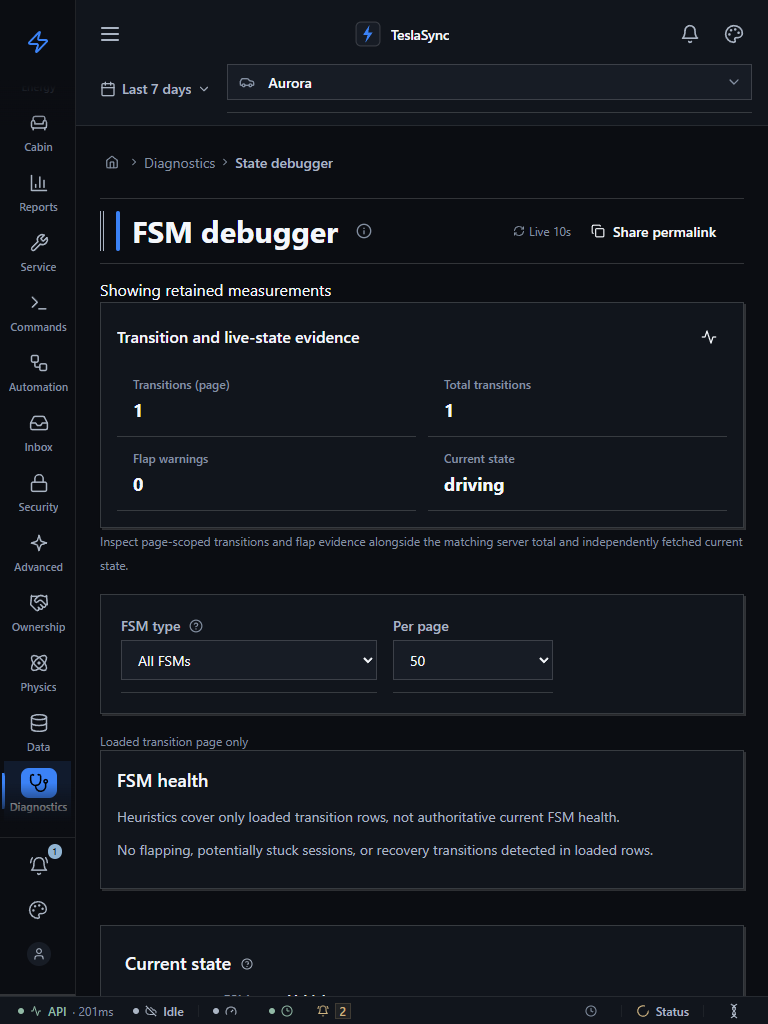 TeslaSync
Last 7 days
Aurora
Cabin
Reports
Service
Commands
Automation
Inbox
Security
Advanced
Ownership
Physics
Data
Diagnostics
1
Diagnostics
State debugger
FSM debugger
Live 10s
Share permalink
Showing retained measurements
Transition and live-state evidence
Transitions (page)
1
Total transitions
1
Flap warnings
0
Current state
driving
Inspect page-scoped transitions and flap evidence alongside the matching server total and independently fetched current
state.
FSM type
All FSMs
Per page
50
Loaded transition page only
FSM health
Heuristics cover only loaded transition rows, not authoritative current FSM health.
No flapping, potentially stuck sessions, or recovery transitions detected in loaded rows.
Current state
API · 201ms
Idle
2
Status